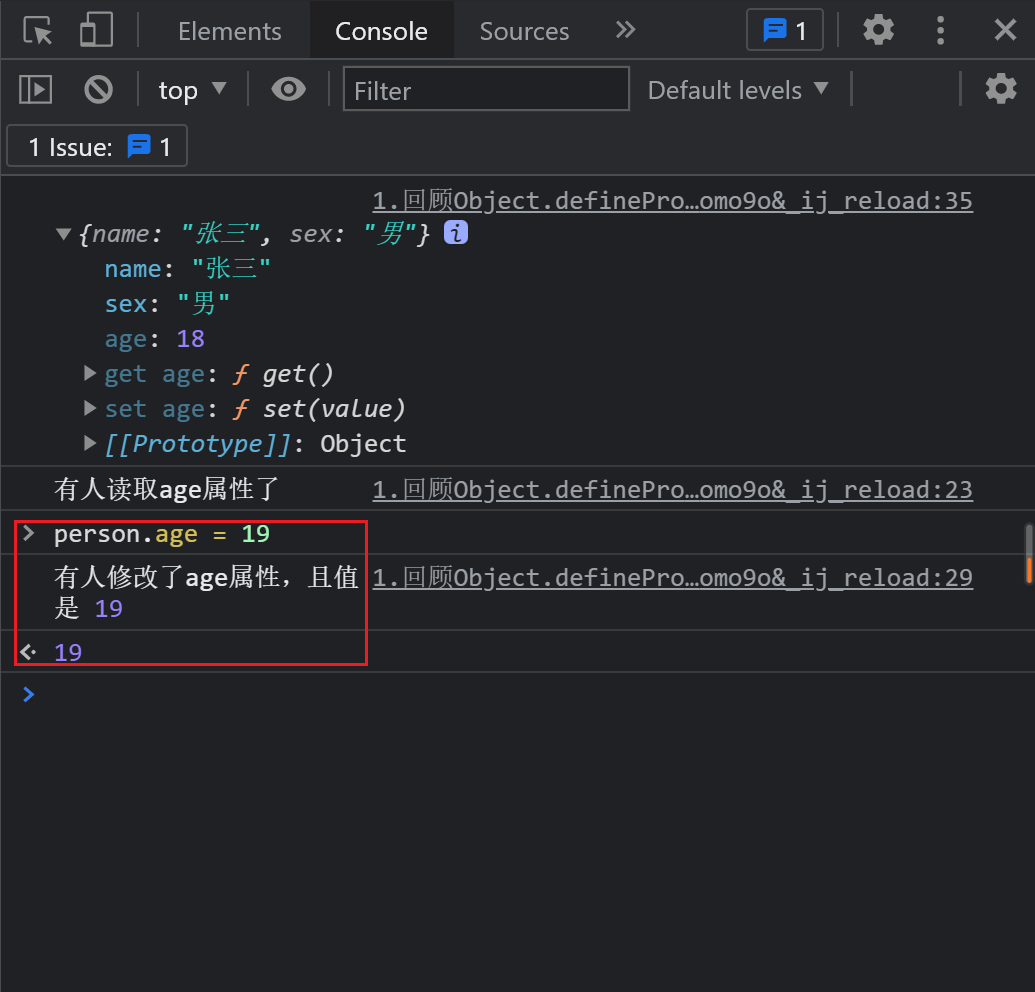 Elements Console Sources 1
top Filter Default levels
1 Issue: 1
1.回顾Object.definePro…omo9o&_ij_reload:35
{name: "张三", sex: "男"}
name: "张三"
sex: "男"
age: 18
get age: ƒ get()
set age: ƒ set(value)
[[Prototype]]: Object
有人读取age属性了 1.回顾Object.definePro…omo9o&_ij_reload:23
person.age = 19
有人修改了age属性，且值 1.回顾Object.definePro…omo9o&_ij_reload:29
是 19
19